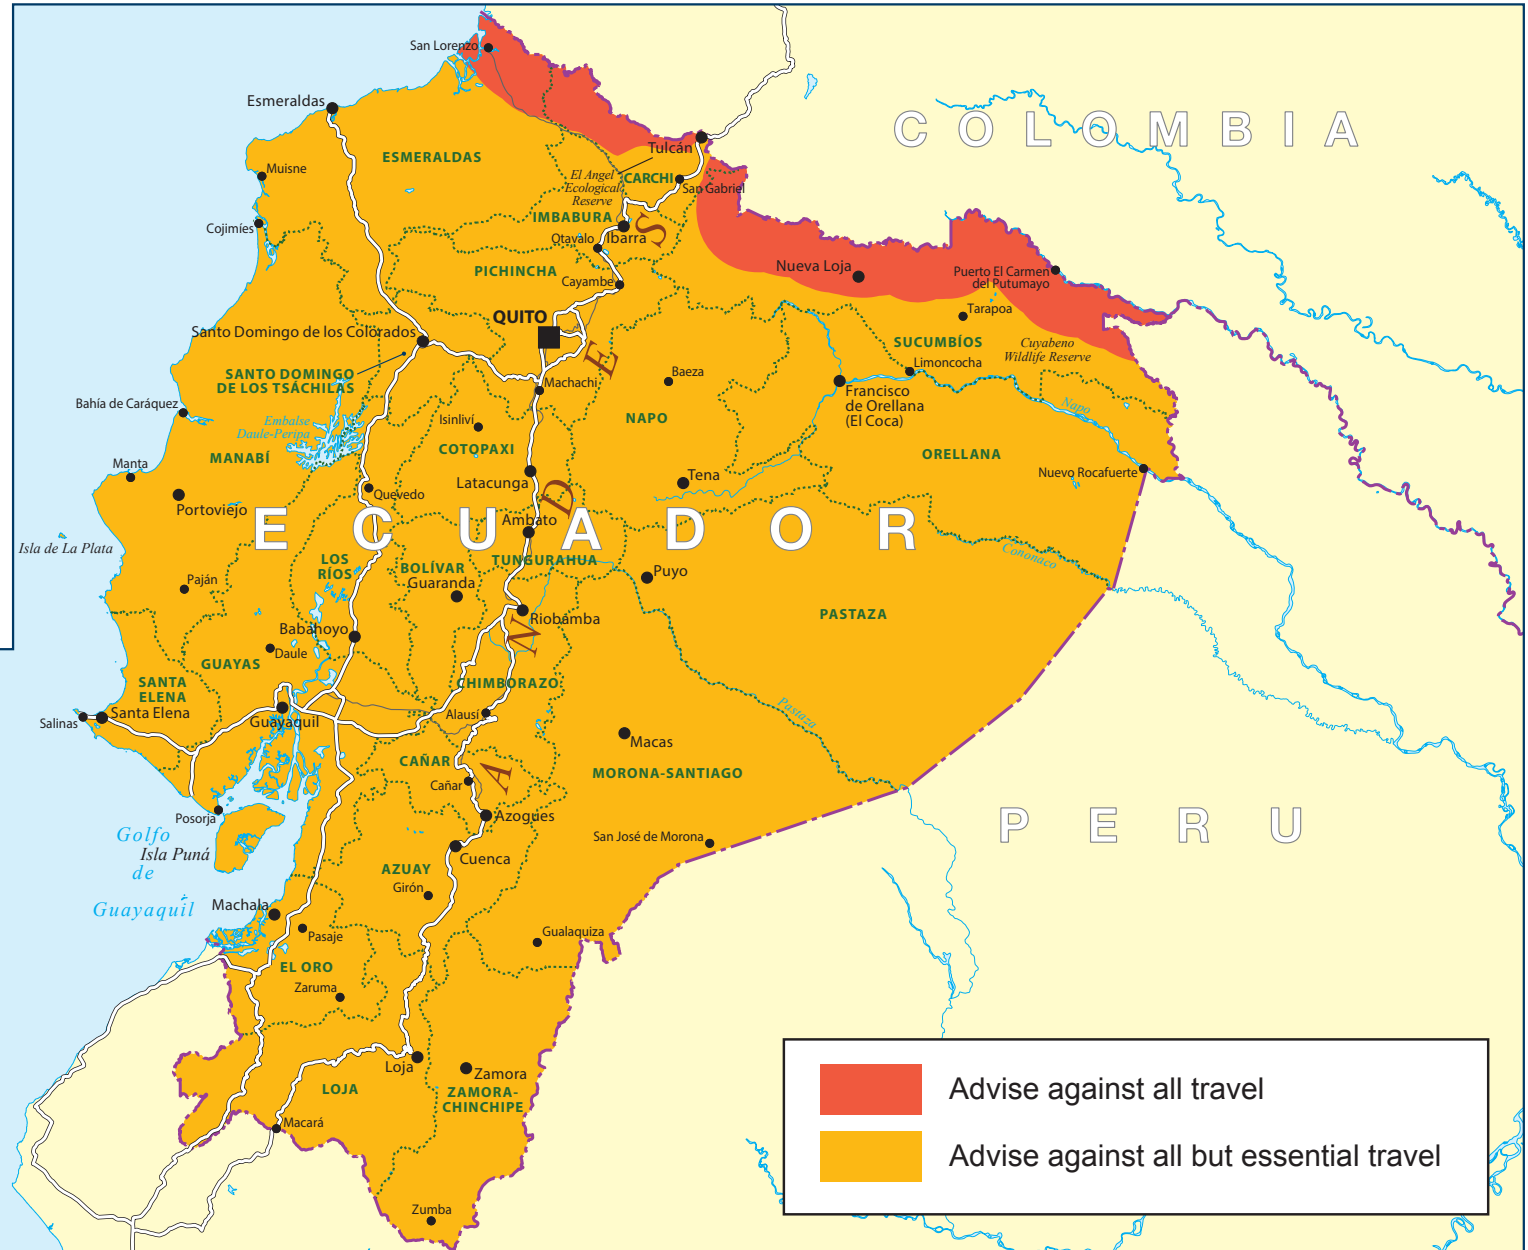 San Lorenzo
Esmeraldas
COLOMBIA
Tulcán
ESMERALDAS
Muisne
El Angel
Ecological
Reserve
CARCHI
San Gabriel
IMBABURA
Cojimíes
Otavalo
Ibarra
PICHINCHA
Cayambe
Nueva Loja
Puerto El Carmen
del Putumayo
QUITO
Tarapoa
Santo Domingo de los Colorados
SUCUMBÍOS
Cuyabeno
Wildlife Reserve
Limoncocha
SANTO DOMINGO
DE LOS TSÁCHILAS
Machachi
Baeza
Francisco
de Orellana
(El Coca)
Napo
Bahía de Caráquez
Embalse
Daule-Peripa
Isinliví
NAPO
COTOPAXI
MANABÍ
ORELLANA
Manta
Nuevo Rocafuerte
Latacunga
Tena
Quevedo
Portoviejo
Ambato
ECUADOR
ANDES
Isla de La Plata
Cononaco
LOS
RÍOS
BOLÍVAR
TUNGURAHUA
Guaranda
Puyo
Paján
PASTAZA
Riobamba
Babahoyo
Daule
GUAYAS
SANTA
ELENA
CHIMBORAZO
Pastaza
Salinas
Santa Elena
Guayaquil
Alausí
Macas
CAÑAR
MORONA-SANTIAGO
Cañar
Posorja
Azogues
Golfo
de
Guayaquil
Isla Puná
San José de Morona
PERU
Cuenca
AZUAY
Girón
Machala
Pasaje
Gualaquiza
EL ORO
Zaruma
Loja
Zamora
LOJA
ZAMORA-
CHINCHIPE
Macará
Zumba
Advise against all travel
Advise against all but essential travel